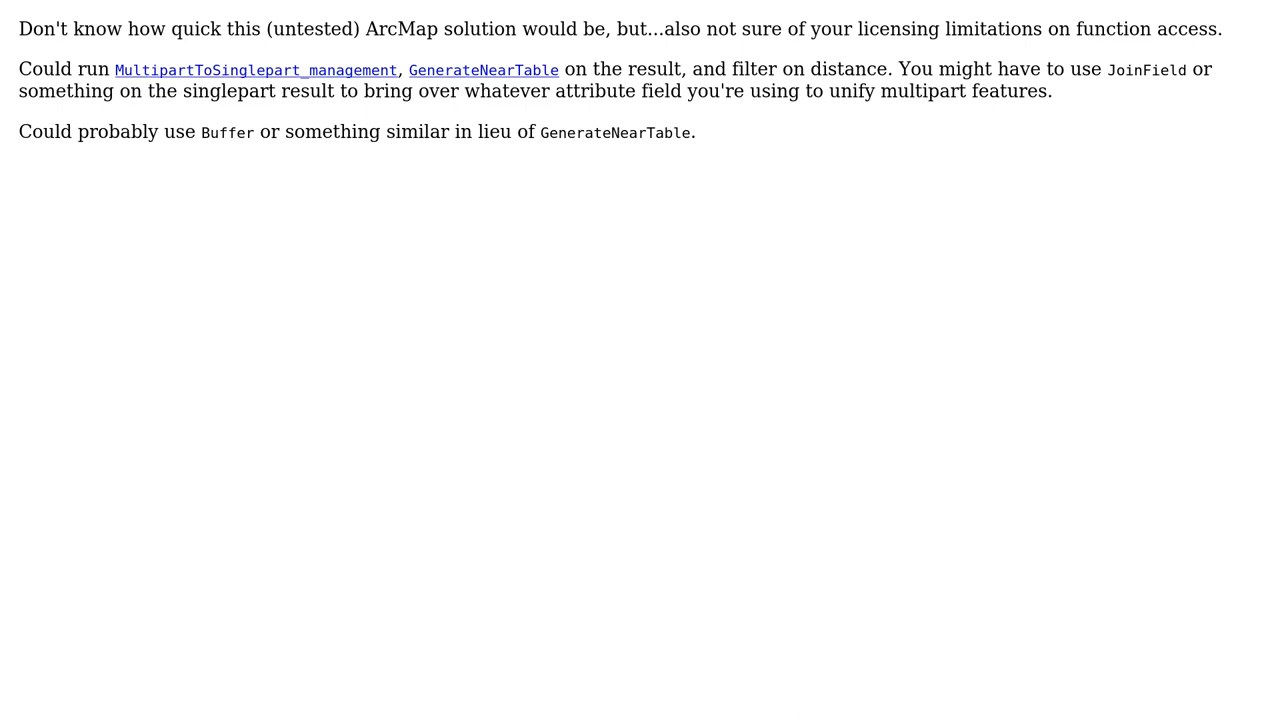 Don't know how quick this (untested) ArcMap solution would be, but...also not sure of your licensing limitations on function access.
Could run MultipartToSinglepart_management, GenerateNearTable on the result, and filter on distance. You might have to use JoinField or
something on the singlepart result to bring over whatever attribute field you're using to unify multipart features.
Could probably use Buffer or something similar in lieu of GenerateNearTable.